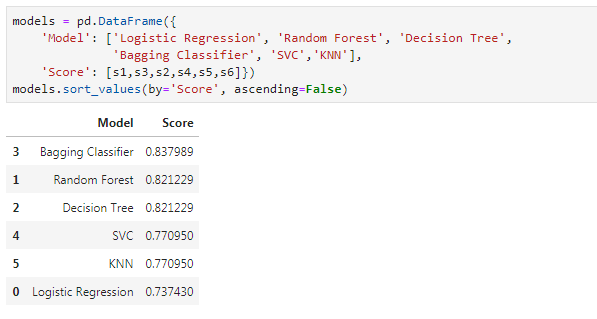 models = pd.DataFrame({
    'Model': ['Logistic Regression', 'Random Forest', 'Decision Tree',
              'Bagging Classifier', 'SVC','KNN'],
    'Score': [s1,s3,s2,s4,s5,s6]})
models.sort_values(by='Score', ascending=False)
Model Score
3 Bagging Classifier 0.837989
1 Random Forest 0.821229
2 Decision Tree 0.821229
4 SVC 0.770950
5 KNN 0.770950
0 Logistic Regression 0.737430